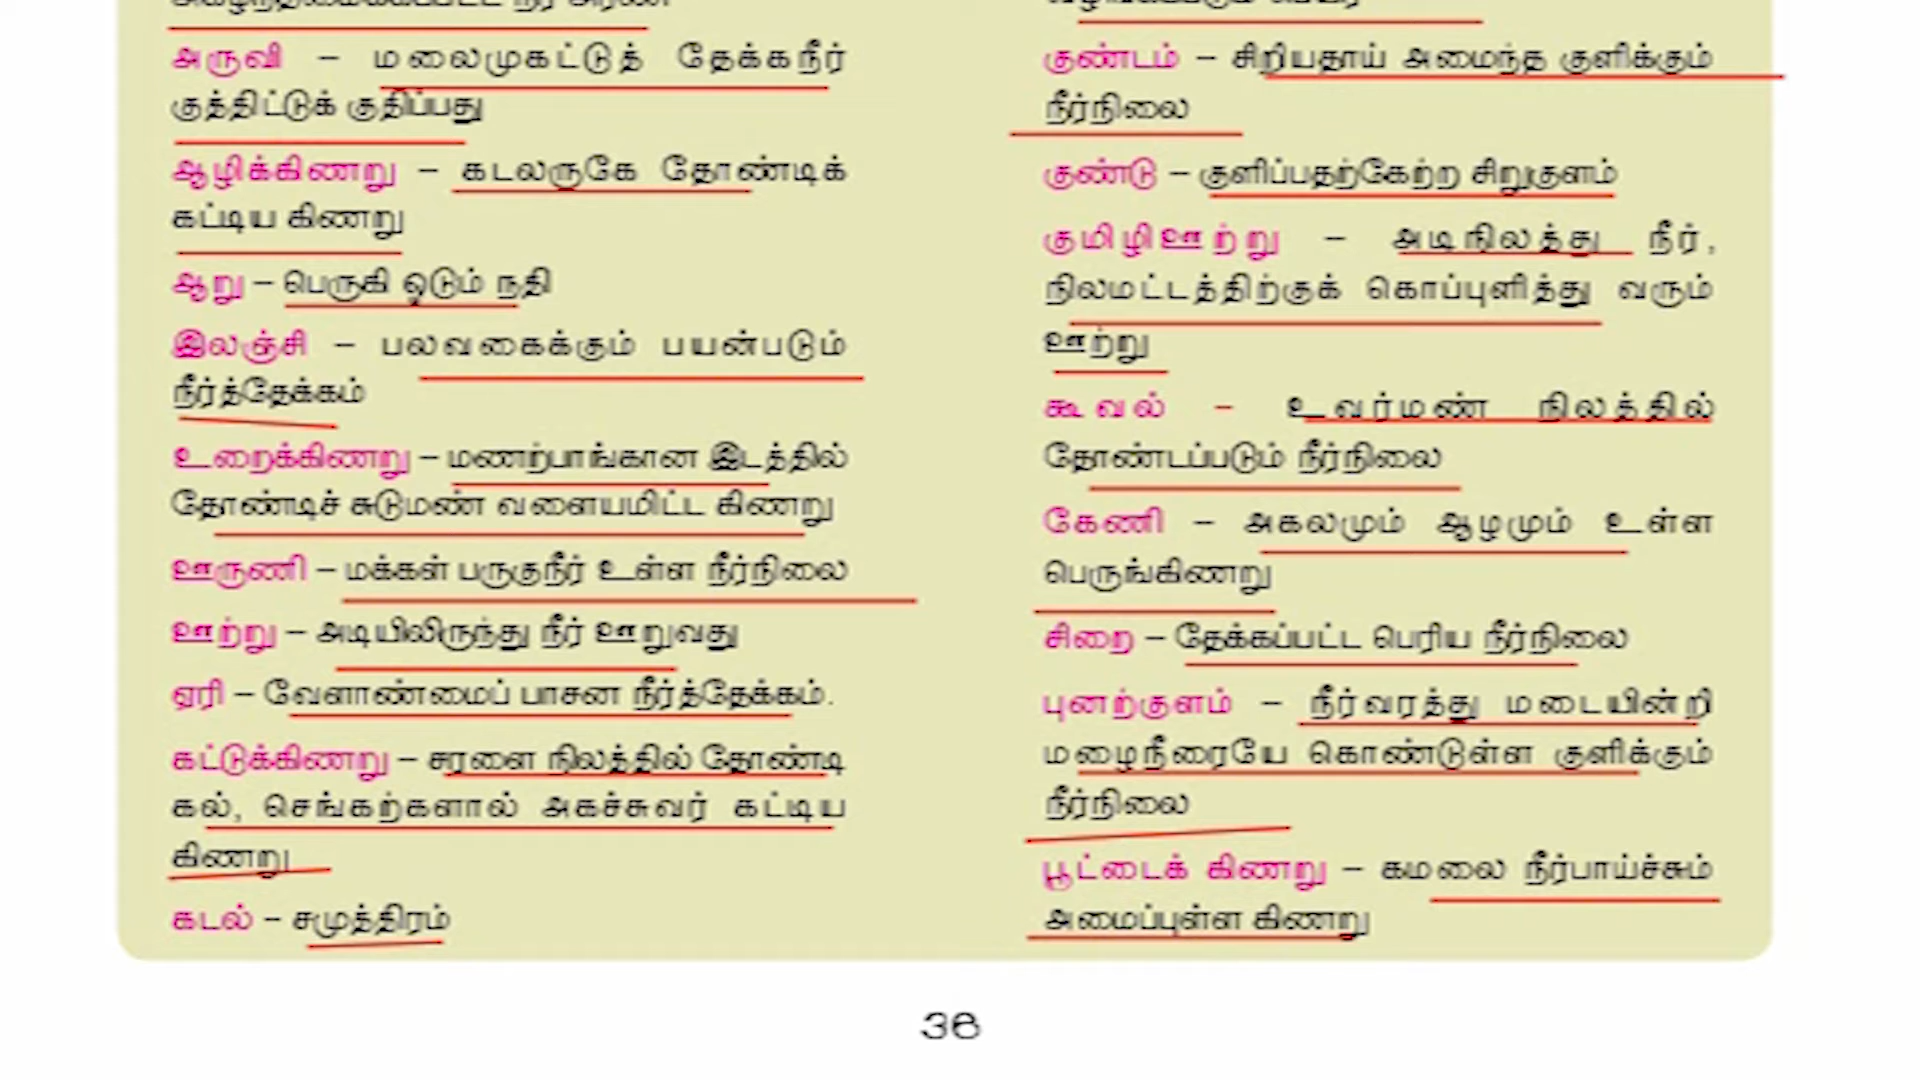 அருவி – மலைமுகட்டுத் தேக்கநீர்
குத்திட்டுக் குதிப்பது
ஆழிக்கிணறு – கடலருகே தோண்டிக்
கட்டிய கிணறு
ஆறு – பெருகி ஓடும் நதி
இலஞ்சி – பலவகைக்கும் பயன்படும்
நீர்த்தேக்கம்
உறைக்கிணறு – மணற்பாங்கான இடத்தில்
தோண்டிச் சுடுமண் வளையமிட்ட கிணறு
ஊருணி – மக்கள் பருகுநீர் உள்ள நீர்நிலை
ஊற்று – அடியிலிருந்து நீர் ஊறுவது
ஏரி – வேளாண்மைப் பாசன நீர்த்தேக்கம்.
கட்டுக்கிணறு – சரளை நிலத்தில் தோண்டி
கல், செங்கற்களால் அகச்சுவர் கட்டிய
கிணறு
கடல் – சமுத்திரம்
குண்டம் – சிறியதாய் அமைந்த குளிக்கும்
நீர்நிலை
குண்டு – குளிப்பதற்கேற்ற சிறுகுளம்
குமிழிஊற்று – அடிநிலத்து நீர்,
நிலமட்டத்திற்குக் கொப்புளித்து வரும்
ஊற்று
கூவல் – உவர்மண் நிலத்தில்
தோண்டப்படும் நீர்நிலை
கேணி – அகலமும் ஆழமும் உள்ள
பெருங்கிணறு
சிறை – தேக்கப்பட்ட பெரிய நீர்நிலை
புனற்குளம் – நீர்வரத்து மடையின்றி
மழைநீரையே கொண்டுள்ள குளிக்கும்
நீர்நிலை
பூட்டைக் கிணறு – கமலை நீர்பாய்ச்சும்
அமைப்புள்ள கிணறு
36